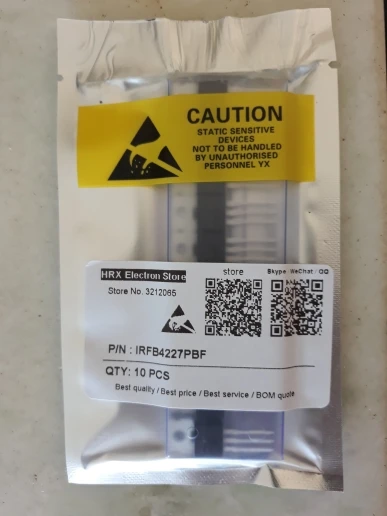 CAUTION
STATIC SENSITIVE
DEVICES
NOT TO BE HANDLED
BY UNAUTHORISED
PERSONNEL YX
HRX Electron Store
store
Skype WeChat / QQ
Store No. 3212065
P/N : IRFB4227PBF
QTY: 10 PCS
Best quality / Best price / Best service / BOM quote